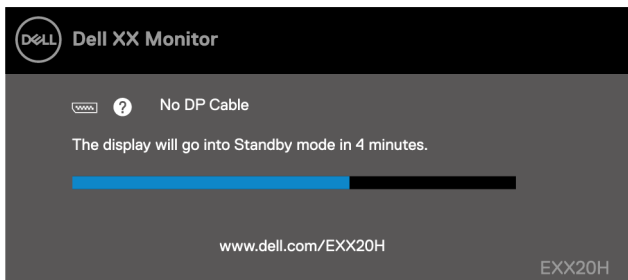 DELL Dell XX Monitor
? No DP Cable
The display will go into Standby mode in 4 minutes.
www.dell.com/EXX20H
EXX20H